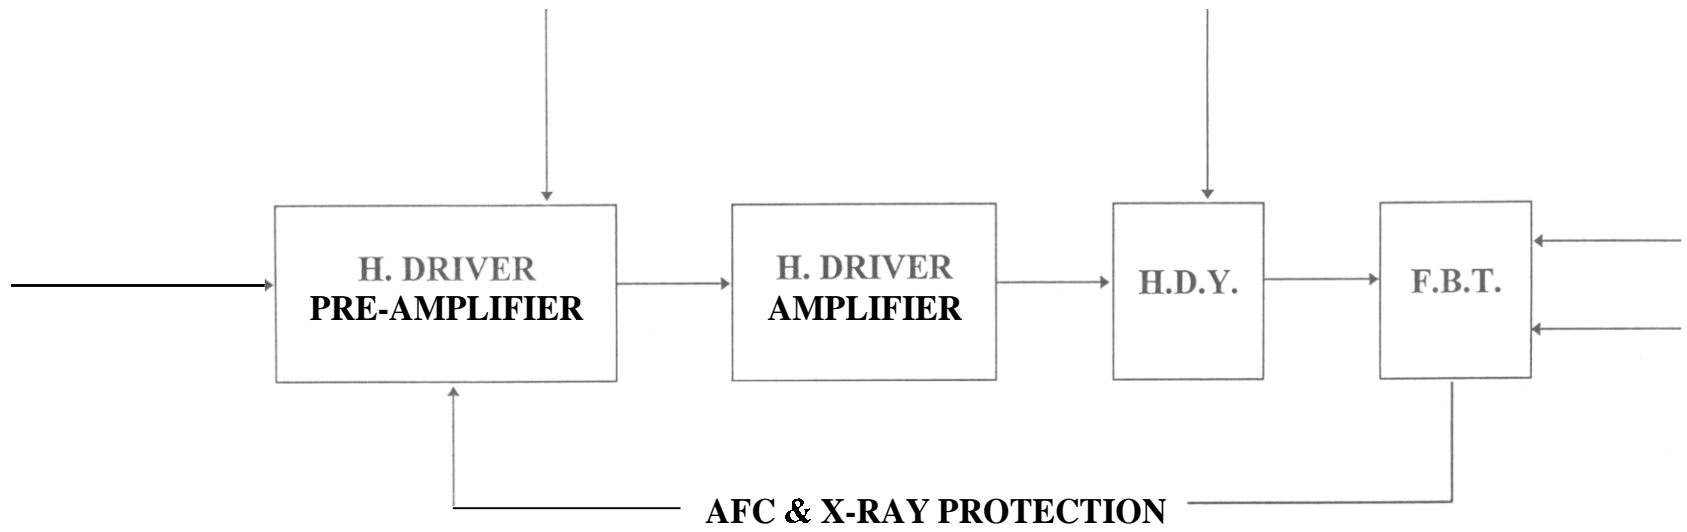 H. DRIVER
PRE-AMPLIFIER
H. DRIVER
AMPLIFIER
H.D.Y.
F.B.T.
AFC & X-RAY PROTECTION